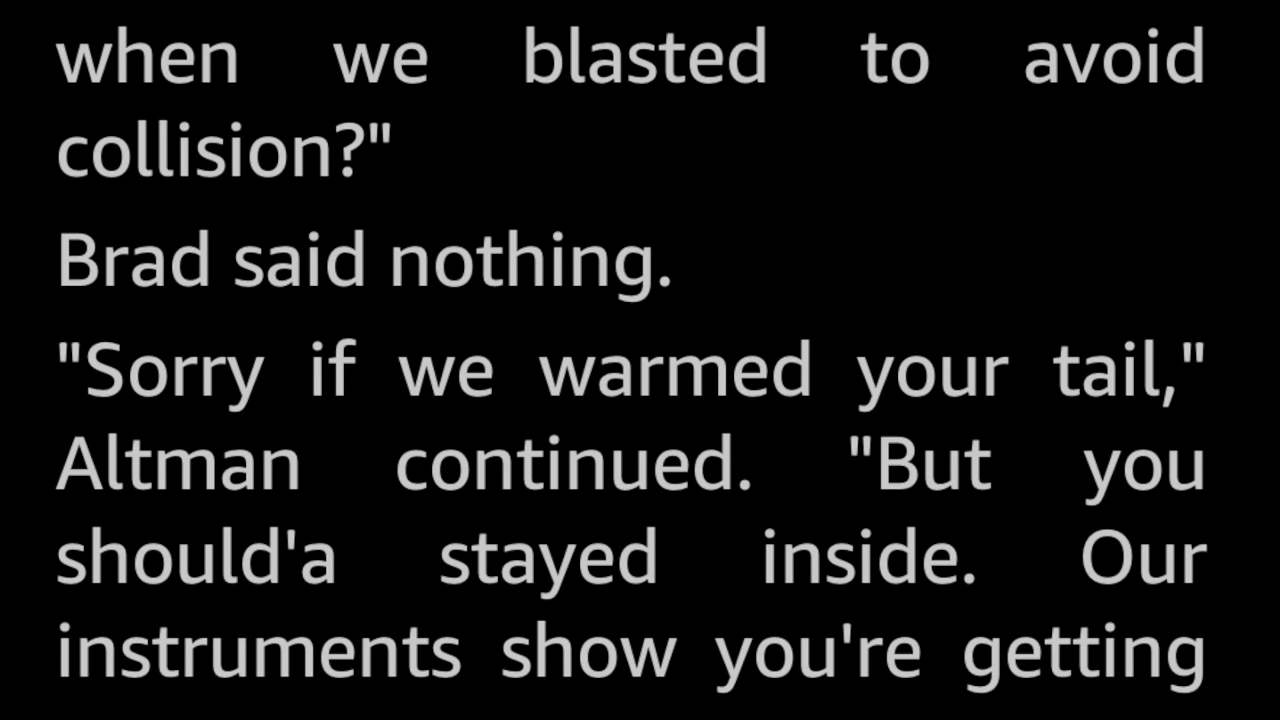 when we blasted to avoid
collision?"
Brad said nothing.
"Sorry if we warmed your tail,"
Altman continued. "But you
should'a stayed inside. Our
instruments show you're getting